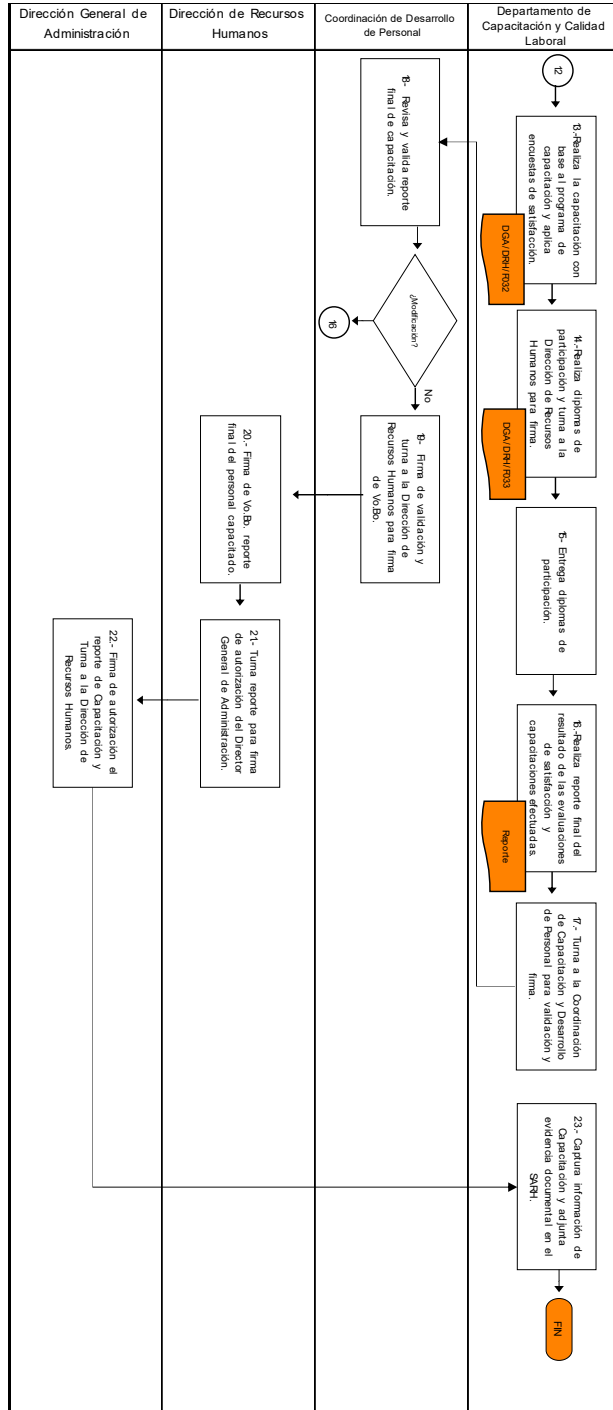 Dirección General de
Administración
Dirección de Recursos
Humanos
Coordinación de Desarrollo
de Personal
Departamento de
Capacitación y Calidad
Laboral
12
13.-Realiza la capacitación con
base al programa de
capacitación y aplica
encuestas de satisfacción.
DGA/DRH/F032
14.-Realiza diplomas de
participación y turna a la
Dirección de Recursos
Humanos para firma.
DGA/DRH/F033
15- Entrega diplomas de
participación.
16.-Realiza reporte final del
resultado de las evaluaciones
de satisfacción y
capacitaciones efectuadas.
Reporte
17.- Turna a la Coordinación
de Capacitación y Desarrollo
de Personal para validación y
firma.
18- Revisa y valida reporte
final de capacitación.
¿Modificación?
16
No
19- Firma de validación y
turna a la Dirección de
Recursos Humanos para firma
de Vo.Bo.
20.- Firma de Vo.Bo. reporte
final del personal capacitado.
21- Turna reporte para firma
de autorización del Director
General de Administración.
22.- Firma de autorización el
reporte de Capacitación y
Turna a la Dirección de
Recursos Humanos.
23.- Captura información de
Capacitación y adjunta
evidencia documental en el
SARH.
FIN